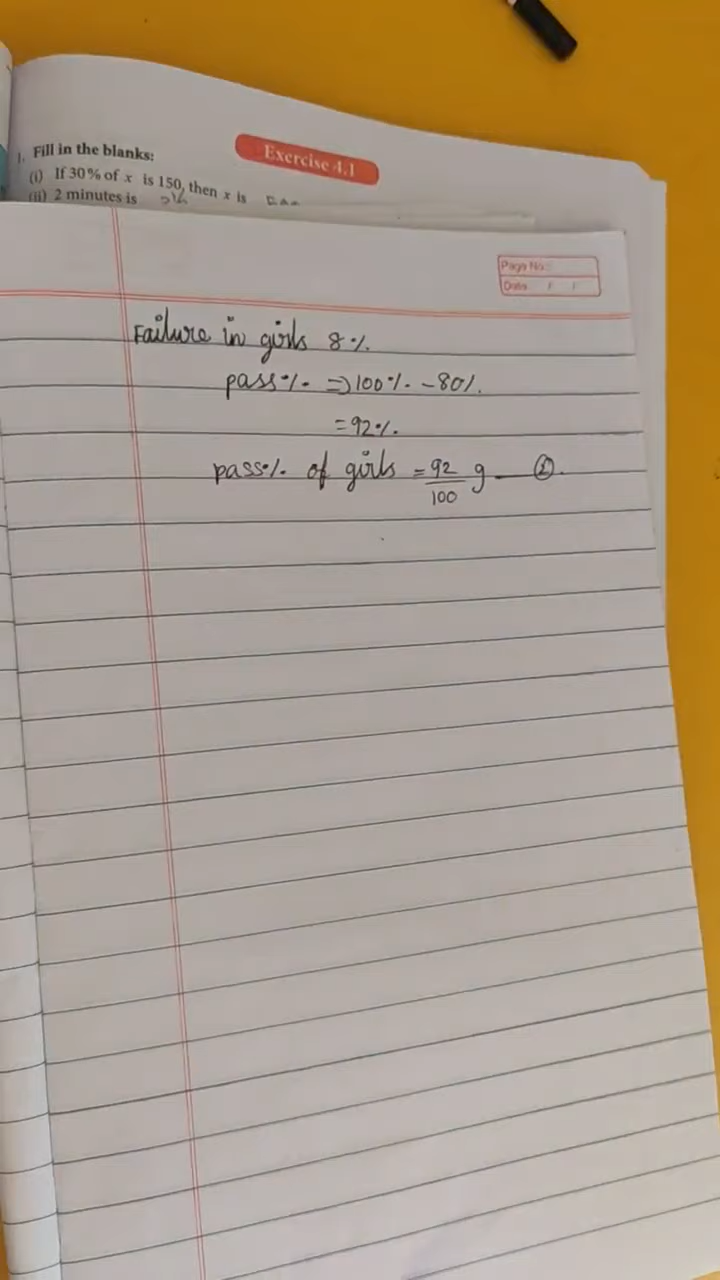 Exercise 4.1
1. Fill in the blanks:
(i) If 30% of x is 150, then x is
(ii) 2 minutes is
Page No:
Date: / /
Failure in girls 8%
pass% ⇒ 100% - 80%.
= 92%.
pass% of girls = 92/100 g — ②.